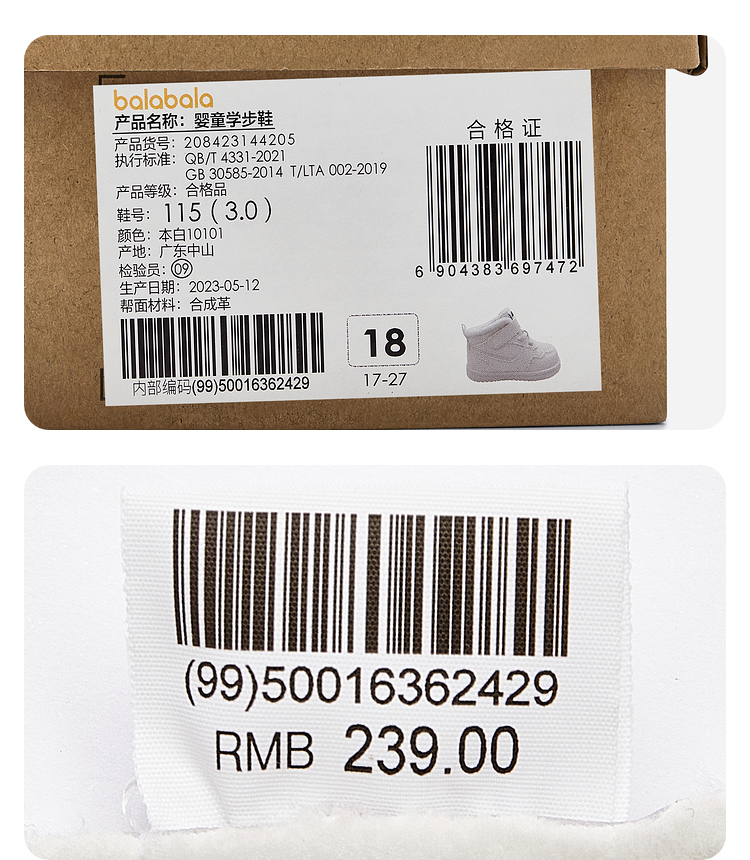 balabala
产品名称：婴童学步鞋
产品货号：208423144205
执行标准：QB/T 4331-2021
GB 30585-2014 T/LTA 002-2019
产品等级：合格品
鞋号：115（3.0）
颜色：本白10101
产地：广东中山
检验员：09
生产日期：2023-05-12
帮面材料：合成革
内部编码(99)50016362429
合格证
6 904383 697472
18
17-27
(99)50016362429
RMB 239.00